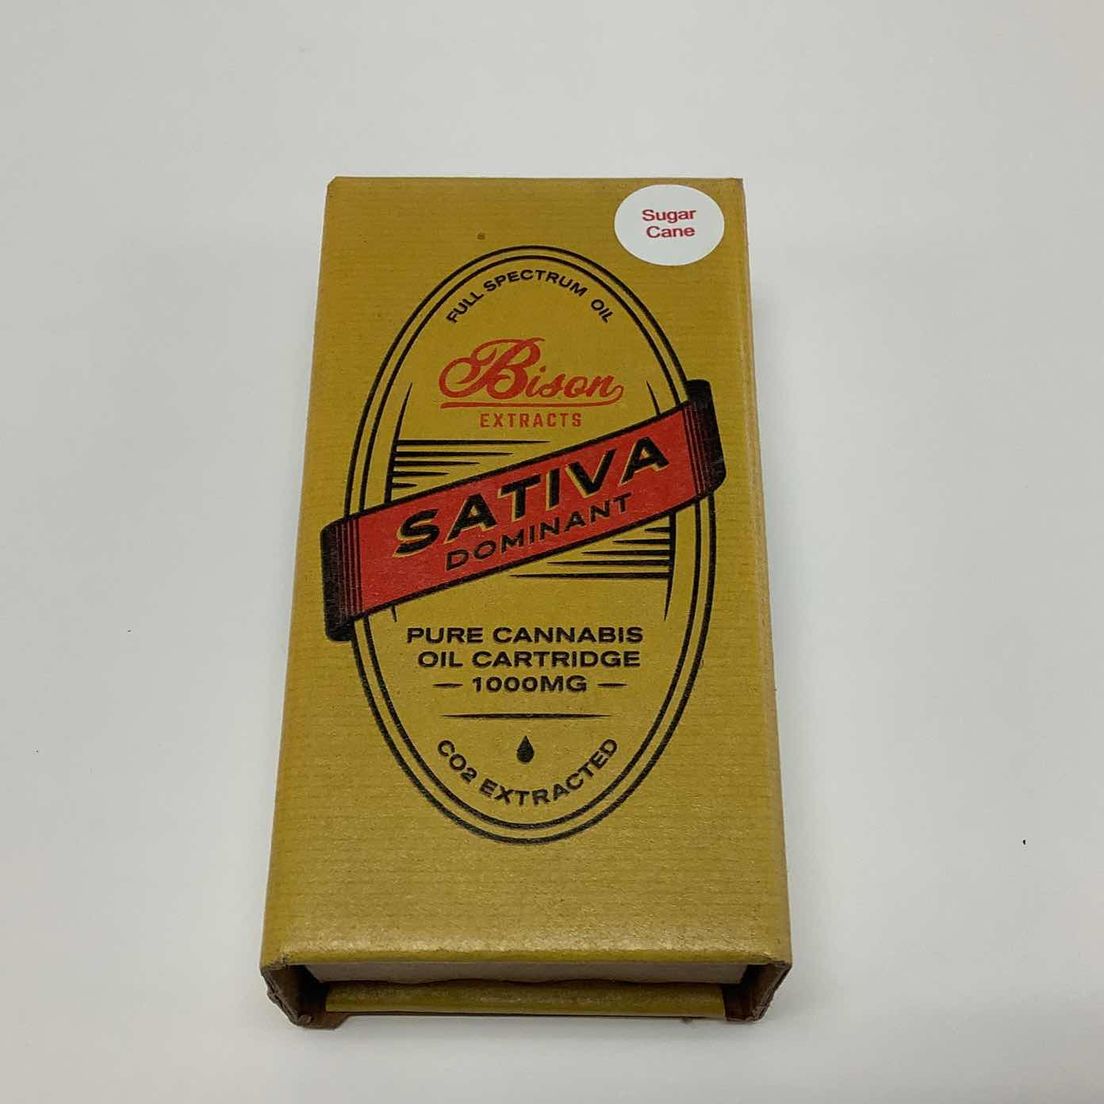 Sugar
Cane
FULL SPECTRUM OIL
Bison
EXTRACTS
SATIVA
DOMINANT
PURE CANNABIS
OIL CARTRIDGE
— 1000MG —
CO2 EXTRACTED